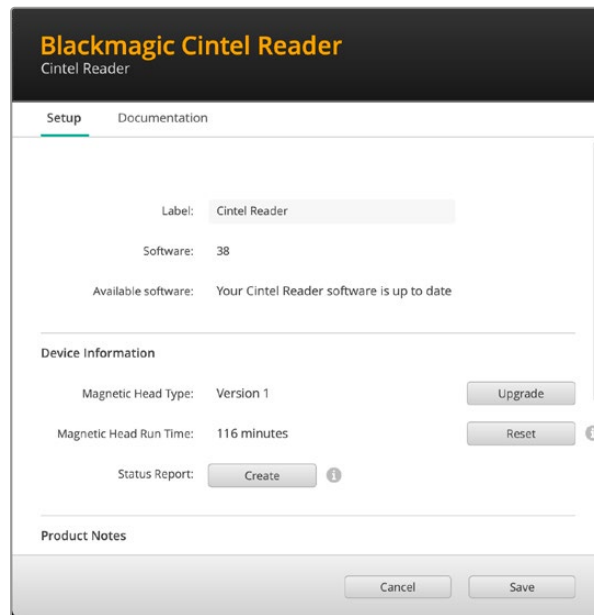 Blackmagic Cintel Reader
Cintel Reader
Setup Documentation
Label: Cintel Reader
Software: 38
Available software: Your Cintel Reader software is up to date
Device Information
Magnetic Head Type: Version 1 Upgrade
Magnetic Head Run Time: 116 minutes Reset
Status Report: Create
Product Notes
Cancel Save